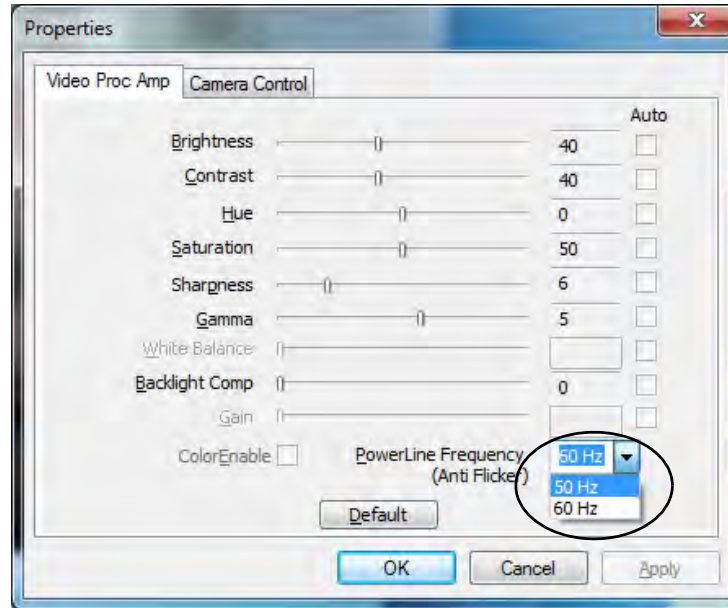 Properties
X
Video Proc Amp Camera Control
Auto
Brightness 40
Contrast 40
Hue 0
Saturation 50
Sharpness 6
Gamma 5
White Balance
Backlight Comp 0
Gain
ColorEnable PowerLine Frequency 60 Hz
(Anti Flicker)
50 Hz
60 Hz
Default
OK Cancel Apply